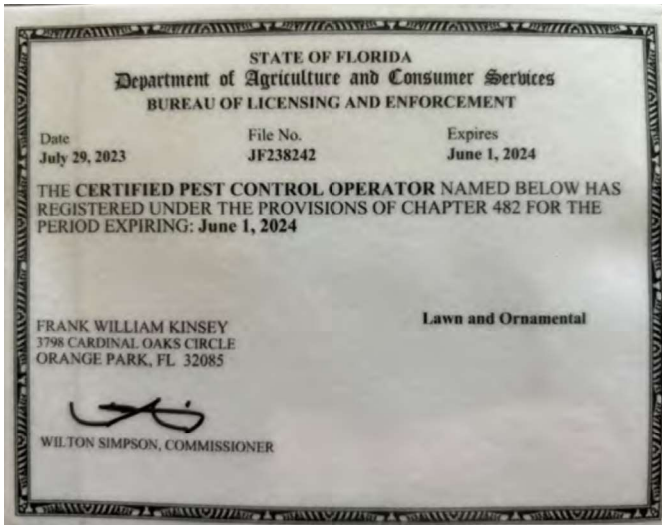 STATE OF FLORIDA
Department of Agriculture and Consumer Services
BUREAU OF LICENSING AND ENFORCEMENT
Date File No. Expires
July 29, 2023 JF238242 June 1, 2024
THE CERTIFIED PEST CONTROL OPERATOR NAMED BELOW HAS
REGISTERED UNDER THE PROVISIONS OF CHAPTER 482 FOR THE
PERIOD EXPIRING: June 1, 2024
Lawn and Ornamental
FRANK WILLIAM KINSEY
3798 CARDINAL OAKS CIRCLE
ORANGE PARK, FL 32085
WILTON SIMPSON, COMMISSIONER